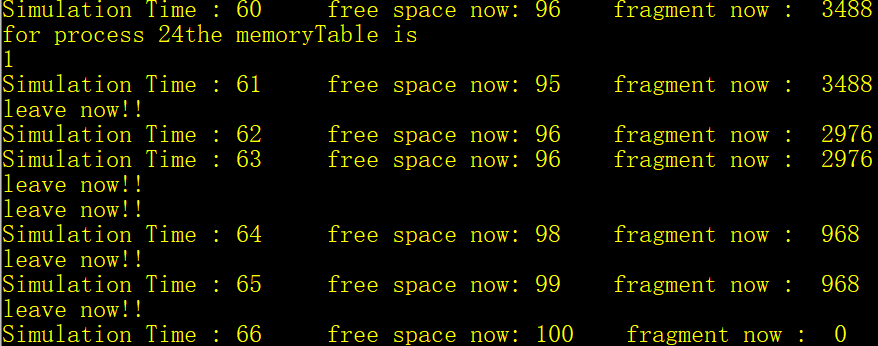 Simulation Time : 60 free space now: 96 fragment now : 3488
for process 24the memoryTable is
1
Simulation Time : 61 free space now: 95 fragment now : 3488
leave now!!
Simulation Time : 62 free space now: 96 fragment now : 2976
Simulation Time : 63 free space now: 96 fragment now : 2976
leave now!!
leave now!!
Simulation Time : 64 free space now: 98 fragment now : 968
leave now!!
Simulation Time : 65 free space now: 99 fragment now : 968
leave now!!
Simulation Time : 66 free space now: 100 fragment now : 0